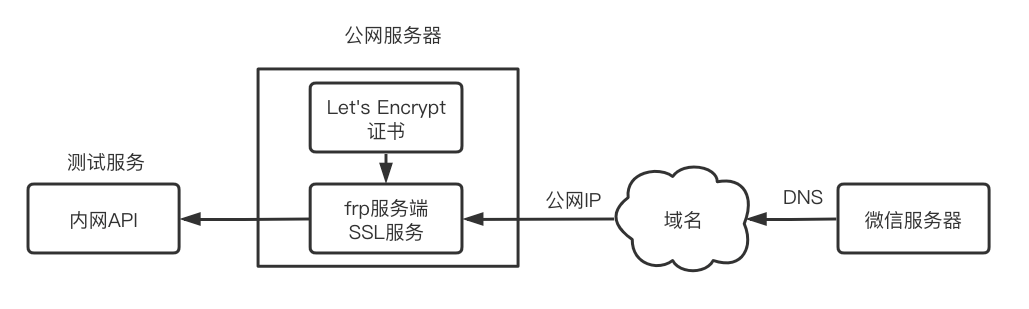 公网服务器
Let's Encrypt
证书
测试服务
内网API
frp服务端
SSL服务
公网IP
域名
DNS
微信服务器